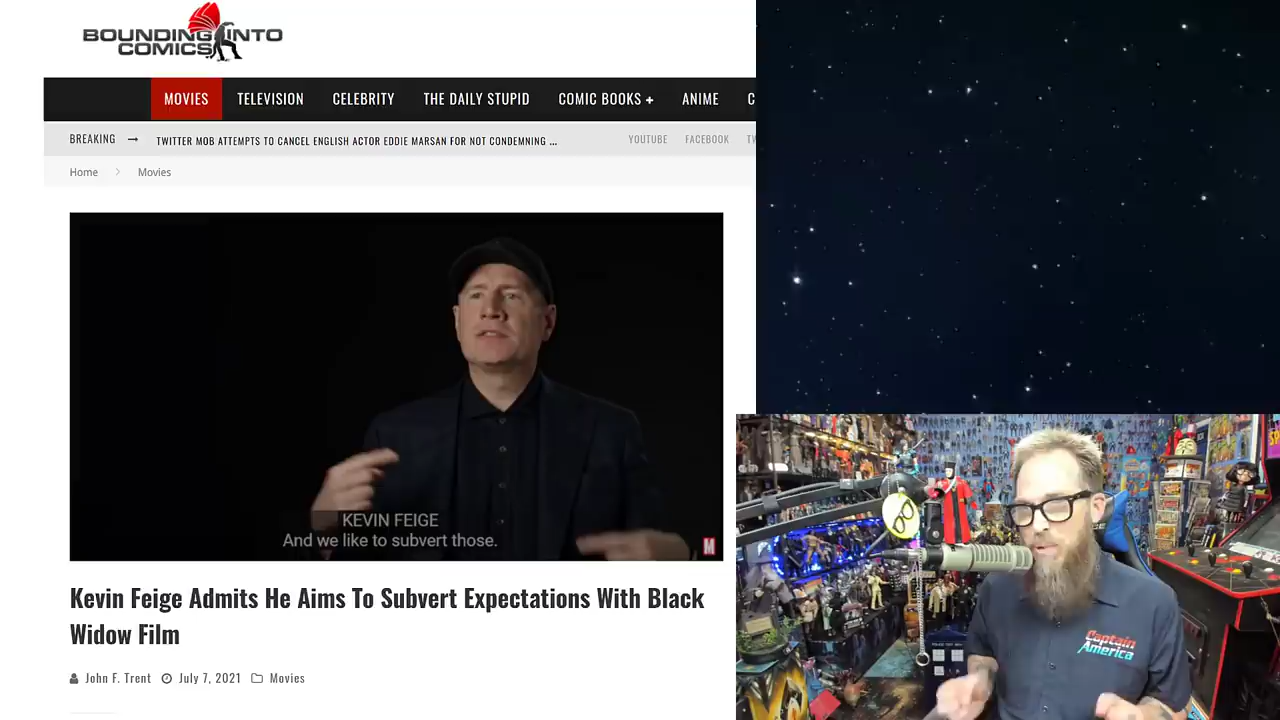 BOUNDING INTO
COMICS
MOVIES TELEVISION CELEBRITY THE DAILY STUPID COMIC BOOKS + ANIME C
BREAKING → TWITTER MOB ATTEMPTS TO CANCEL ENGLISH ACTOR EDDIE MARSAN FOR NOT CONDEMNING ... YOUTUBE FACEBOOK TW
Home > Movies
KEVIN FEIGE
And we like to subvert those.
M
Kevin Feige Admits He Aims To Subvert Expectations With Black
Widow Film
John F. Trent July 7, 2021 Movies
Captain
America